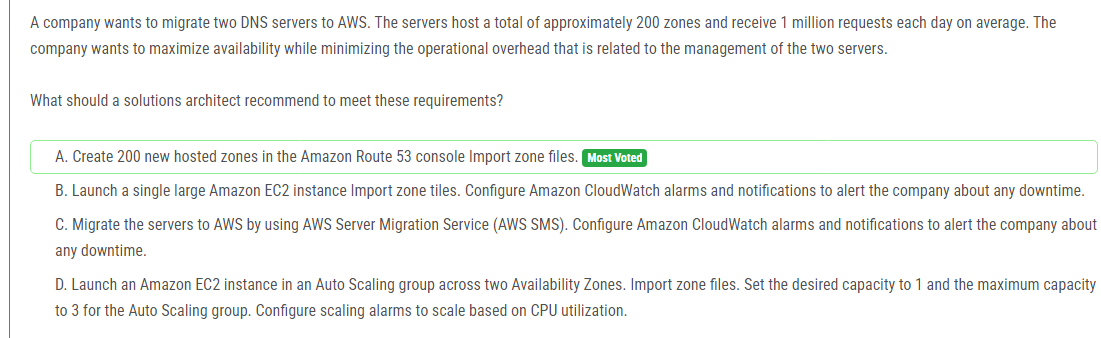 A company wants to migrate two DNS servers to AWS. The servers host a total of approximately 200 zones and receive 1 million requests each day on average. The
company wants to maximize availability while minimizing the operational overhead that is related to the management of the two servers.
What should a solutions architect recommend to meet these requirements?
A. Create 200 new hosted zones in the Amazon Route 53 console Import zone files. Most Voted
B. Launch a single large Amazon EC2 instance Import zone tiles. Configure Amazon CloudWatch alarms and notifications to alert the company about any downtime.
C. Migrate the servers to AWS by using AWS Server Migration Service (AWS SMS). Configure Amazon CloudWatch alarms and notifications to alert the company about
any downtime.
D. Launch an Amazon EC2 instance in an Auto Scaling group across two Availability Zones. Import zone files. Set the desired capacity to 1 and the maximum capacity
to 3 for the Auto Scaling group. Configure scaling alarms to scale based on CPU utilization.